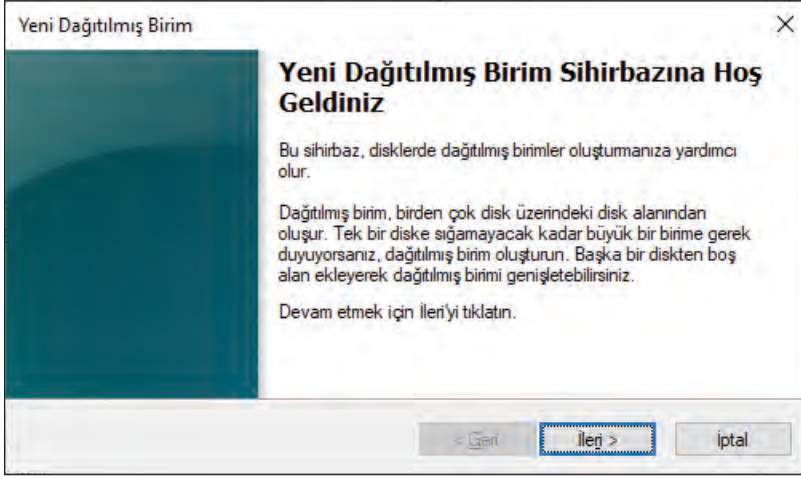 Yeni Dağıtılmış Birim
Yeni Dağıtılmış Birim Sihirbazına Hoş
Geldiniz
Bu sihirbaz, disklerde dağıtılmış birimler oluşturmanıza yardımcı
olur.
Dağıtılmış birim, birden çok disk üzerindeki disk alanından
oluşur. Tek bir diske sığamayacak kadar büyük bir birime gerek
duyuyorsanız, dağıtılmış birim oluşturun. Başka bir diskten boş
alan ekleyerek dağıtılmış birimi genişletebilirsiniz.
Devam etmek için İleri'yi tıklatın.
< Geri İleri > İptal